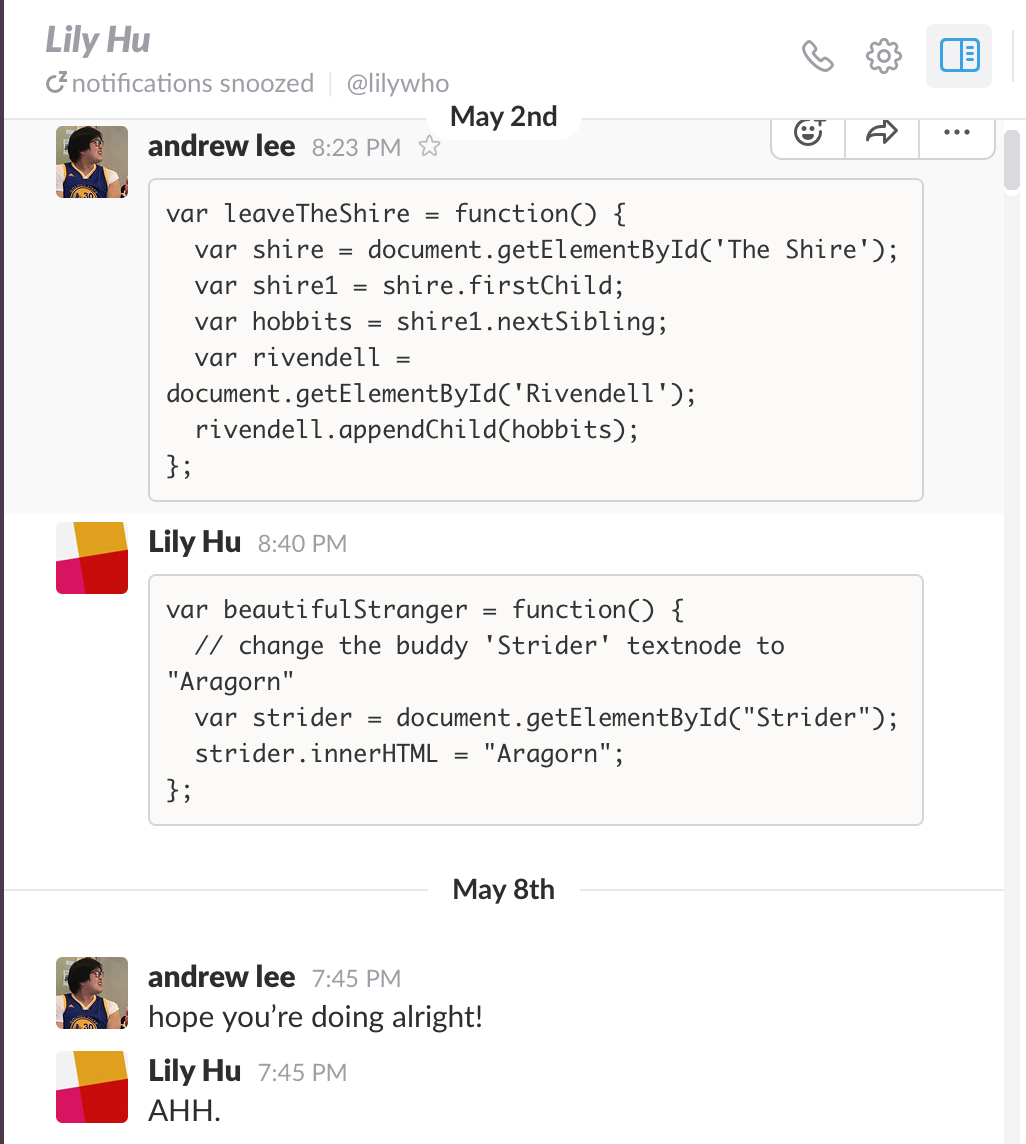 Lily Hu
notifications snoozed @lilywho
May 2nd
andrew lee 8:23 PM
var leaveTheShire = function() {
  var shire = document.getElementById('The Shire');
  var shire1 = shire.firstChild;
  var hobbits = shire1.nextSibling;
  var rivendell =
document.getElementById('Rivendell');
  rivendell.appendChild(hobbits);
};
Lily Hu 8:40 PM
var beautifulStranger = function() {
  // change the buddy 'Strider' textnode to
"Aragorn"
  var strider = document.getElementById("Strider");
  strider.innerHTML = "Aragorn";
};
May 8th
andrew lee 7:45 PM
hope you’re doing alright!
Lily Hu 7:45 PM
AHH.